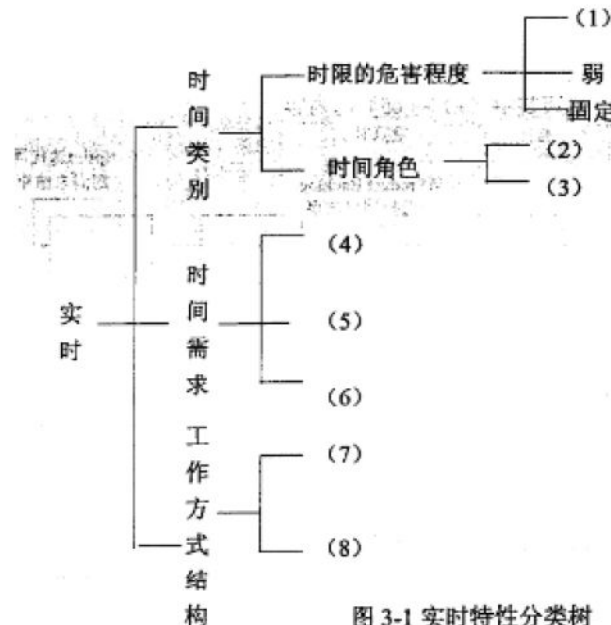 实时
时间类别
时限的危害程度
(1)
弱
固定
时间角色
(2)
(3)
时间需求
(4)
(5)
(6)
工作方式结构
(7)
(8)
图 3-1 实时特性分类树